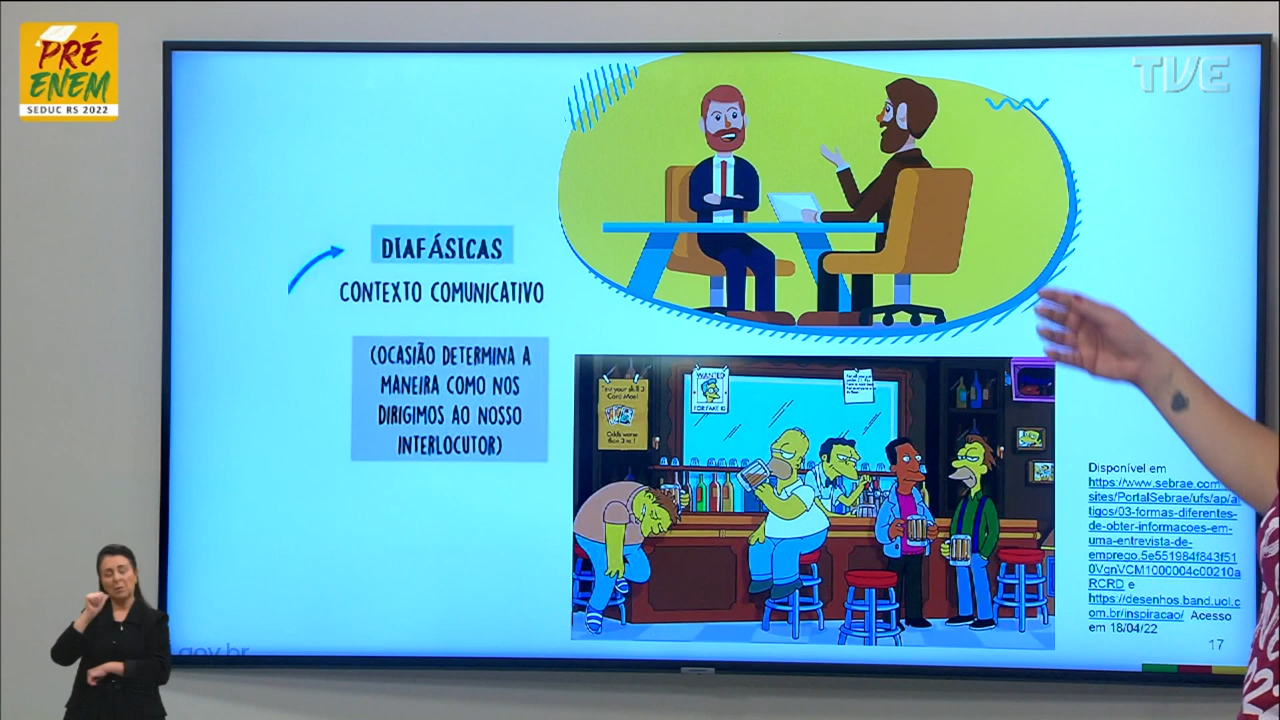 PRÉ
ENEM
SEDUC RS 2022
TVE
DIAFÁSICAS
CONTEXTO COMUNICATIVO
(OCASIÃO DETERMINA A
MANEIRA COMO NOS
DIRIGIMOS AO NOSSO
INTERLOCUTOR)
WANTED
FOR FAKE ID
Disponível em
https://www.sebrae.com
sites/PortalSebrae/ufs/ap/a
tigos/03-formas-diferentes-
de-obter-informacoes-em-
uma-entrevista-de-
emprego,5e551984f843f51
0VgnVCM1000004c00210a
RCRD e
https://desenhos.band.uol.c
om.br/inspiracao/ Acesso
em 18/04/22
17
.gov.br